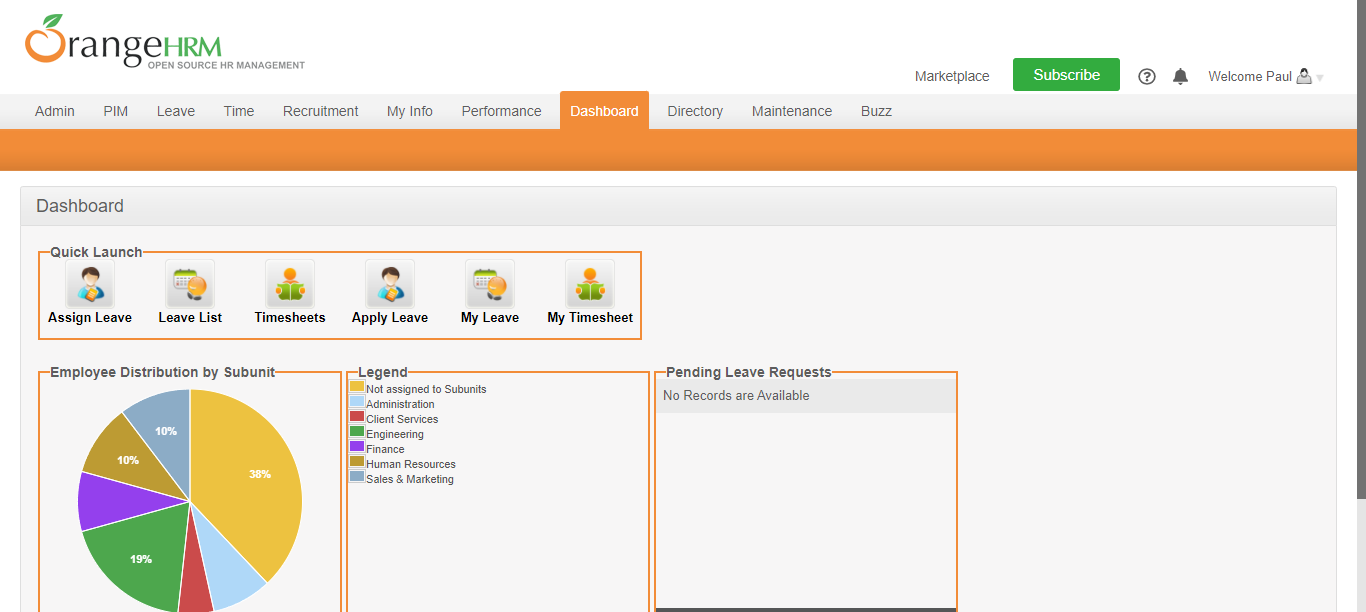 OrangeHRM
OPEN SOURCE HR MANAGEMENT
Marketplace Subscribe ? Welcome Paul
Admin PIM Leave Time Recruitment My Info Performance Dashboard Directory Maintenance Buzz
Dashboard
Quick Launch
Assign Leave Leave List Timesheets Apply Leave My Leave My Timesheet
Employee Distribution by Subunit
10%
10%
38%
19%
Legend
Not assigned to Subunits
Administration
Client Services
Engineering
Finance
Human Resources
Sales & Marketing
Pending Leave Requests
No Records are Available